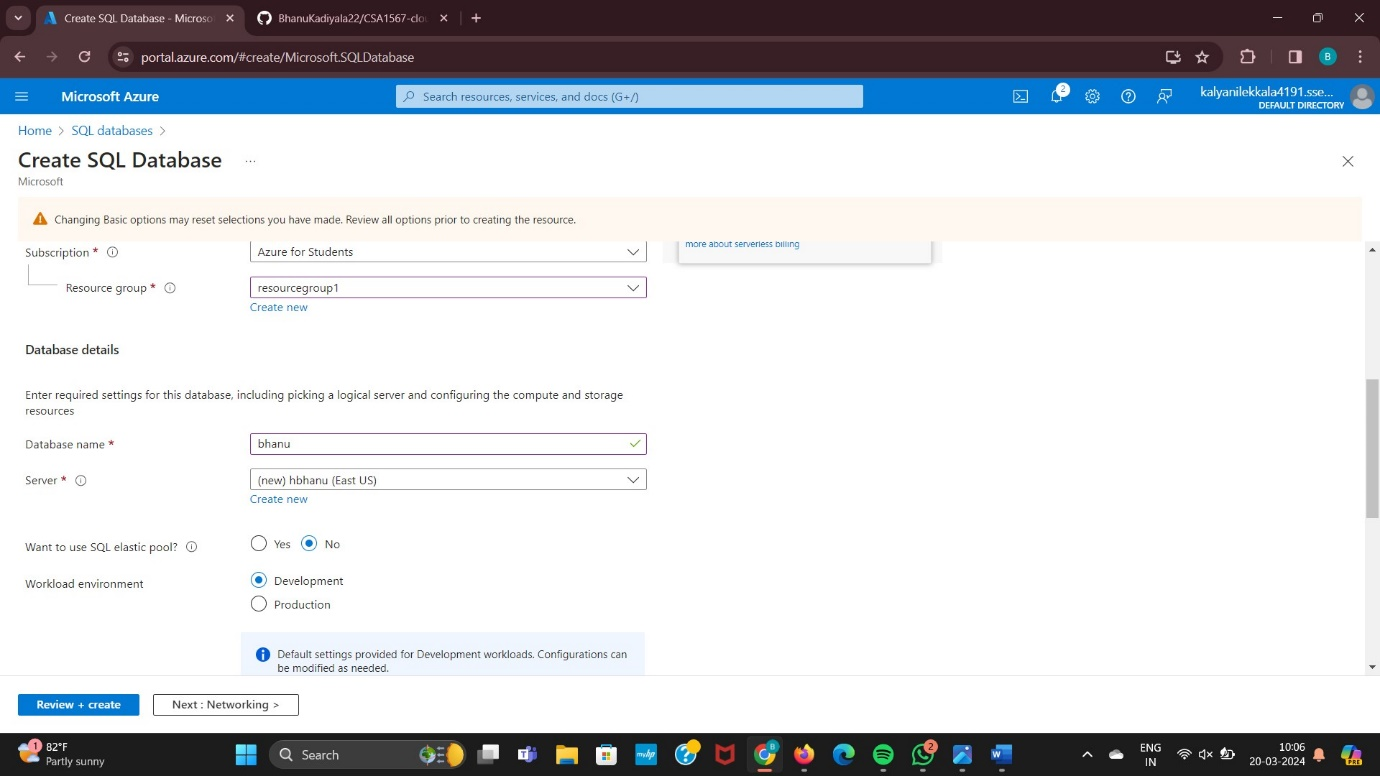 Create SQL Database - Microso
BhanuKadiyala22/CSA1567-clou
portal.azure.com/#create/Microsoft.SQLDatabase
B
Microsoft Azure
Search resources, services, and docs (G+/)
2
kalyanilekkala4191.sse...
DEFAULT DIRECTORY
Home > SQL databases >
Create SQL Database ...
Microsoft
Changing Basic options may reset selections you have made. Review all options prior to creating the resource.
Subscription *
Azure for Students
more about serverless billing
Resource group *
resourcegroup1
Create new
Database details
Enter required settings for this database, including picking a logical server and configuring the compute and storage
resources
Database name *
bhanu
Server *
(new) hbhanu (East US)
Create new
Want to use SQL elastic pool?
Yes No
Workload environment
Development
Production
Default settings provided for Development workloads. Configurations can
be modified as needed.
Review + create
Next : Networking >
1
82°F
Partly sunny
Search
myhp
B
2
ENG
IN
10:06
20-03-2024
PRE